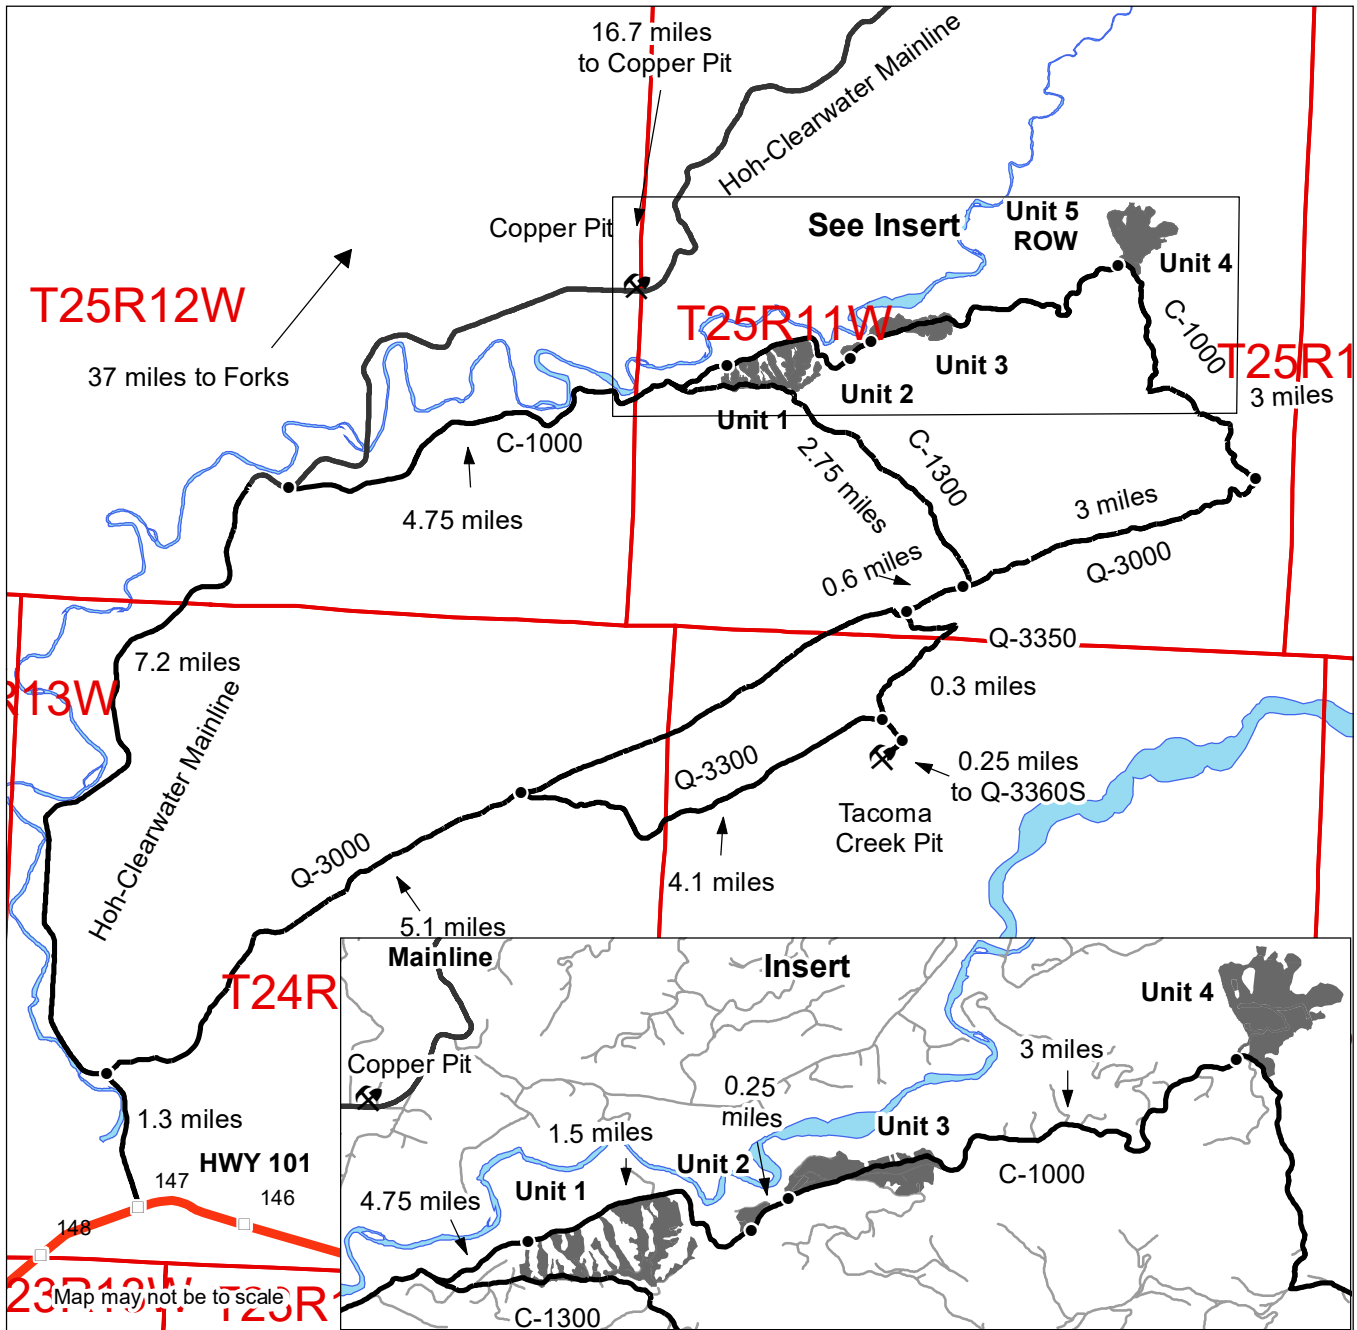 16.7 miles
to Copper Pit
Hoh-Clearwater Mainline
Copper Pit
See Insert
Unit 5
ROW
Unit 4
T25R12W
37 miles to Forks
T25R11W
C-1000
T25R1
3 miles
Unit 3
Unit 2
Unit 1
C-1000
4.75 miles
2.75 miles
C-1300
3 miles
Q-3000
0.6 miles
Q-3350
7.2 miles
R13W
Hoh-Clearwater Mainline
0.3 miles
Q-3300
0.25 miles
to Q-3360S
Tacoma
Creek Pit
Q-3000
4.1 miles
5.1 miles
T24R
Mainline
Insert
Unit 4
Copper Pit
3 miles
0.25
miles
1.3 miles
1.5 miles
Unit 3
HWY 101
Unit 2
C-1000
147
146
Unit 1
4.75 miles
148
23R13W
T23R1
Map may not be to scale
C-1300